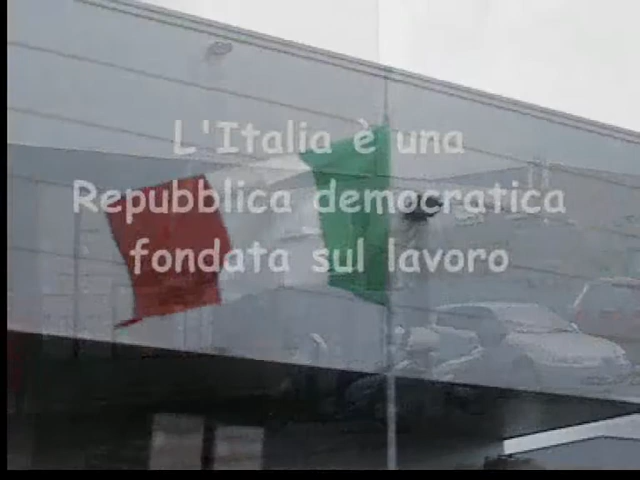 L'Italia è una
Repubblica democratica
fondata sul lavoro